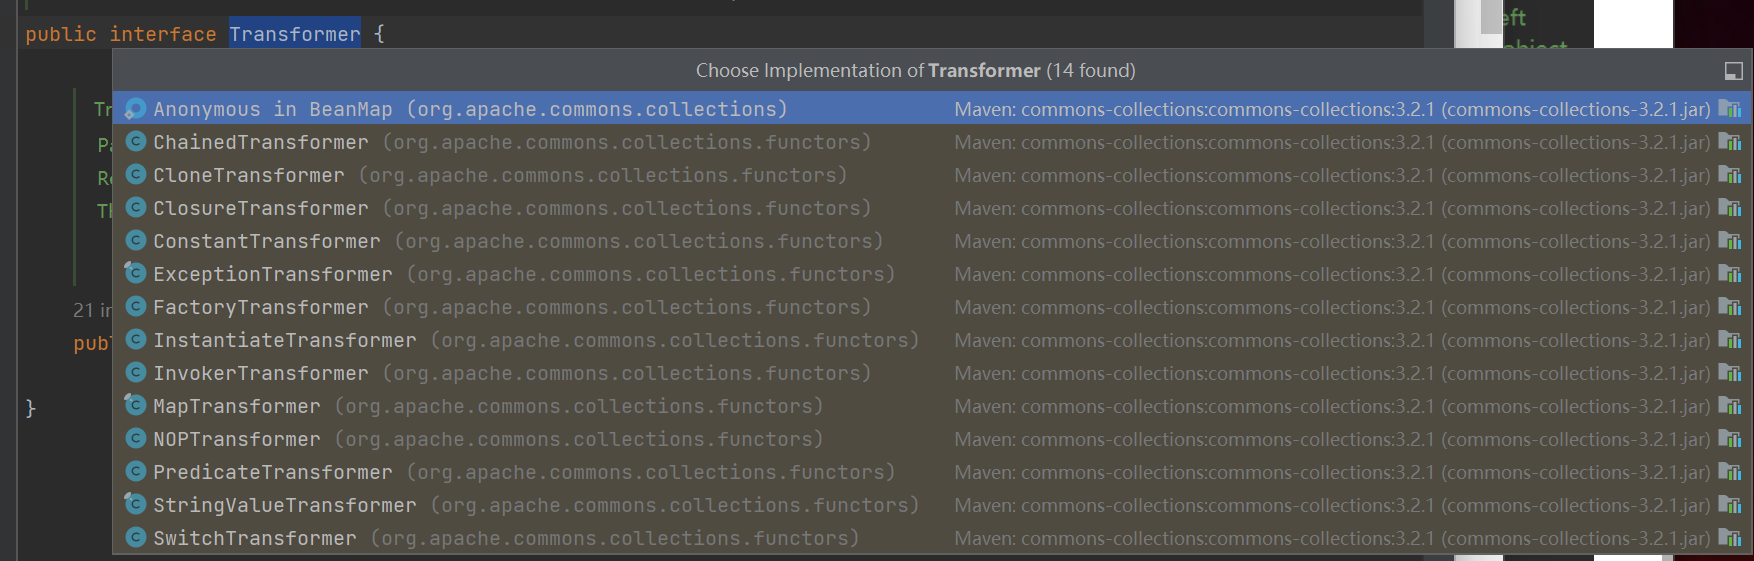 eft
public interface Transformer {
object
Choose Implementation of Transformer (14 found)
Tr
Anonymous in BeanMap (org.apache.commons.collections) Maven: commons-collections:commons-collections:3.2.1 (commons-collections-3.2.1.jar)
Pa
ChainedTransformer (org.apache.commons.collections.functors) Maven: commons-collections:commons-collections:3.2.1 (commons-collections-3.2.1.jar)
Re
CloneTransformer (org.apache.commons.collections.functors) Maven: commons-collections:commons-collections:3.2.1 (commons-collections-3.2.1.jar)
Th
ClosureTransformer (org.apache.commons.collections.functors) Maven: commons-collections:commons-collections:3.2.1 (commons-collections-3.2.1.jar)
ConstantTransformer (org.apache.commons.collections.functors) Maven: commons-collections:commons-collections:3.2.1 (commons-collections-3.2.1.jar)
ExceptionTransformer (org.apache.commons.collections.functors) Maven: commons-collections:commons-collections:3.2.1 (commons-collections-3.2.1.jar)
21 in
FactoryTransformer (org.apache.commons.collections.functors) Maven: commons-collections:commons-collections:3.2.1 (commons-collections-3.2.1.jar)
pub
InstantiateTransformer (org.apache.commons.collections.functors) Maven: commons-collections:commons-collections:3.2.1 (commons-collections-3.2.1.jar)
InvokerTransformer (org.apache.commons.collections.functors) Maven: commons-collections:commons-collections:3.2.1 (commons-collections-3.2.1.jar)
}
MapTransformer (org.apache.commons.collections.functors) Maven: commons-collections:commons-collections:3.2.1 (commons-collections-3.2.1.jar)
NOPTransformer (org.apache.commons.collections.functors) Maven: commons-collections:commons-collections:3.2.1 (commons-collections-3.2.1.jar)
PredicateTransformer (org.apache.commons.collections.functors) Maven: commons-collections:commons-collections:3.2.1 (commons-collections-3.2.1.jar)
StringValueTransformer (org.apache.commons.collections.functors) Maven: commons-collections:commons-collections:3.2.1 (commons-collections-3.2.1.jar)
SwitchTransformer (org.apache.commons.collections.functors) Maven: commons-collections:commons-collections:3.2.1 (commons-collections-3.2.1.jar)